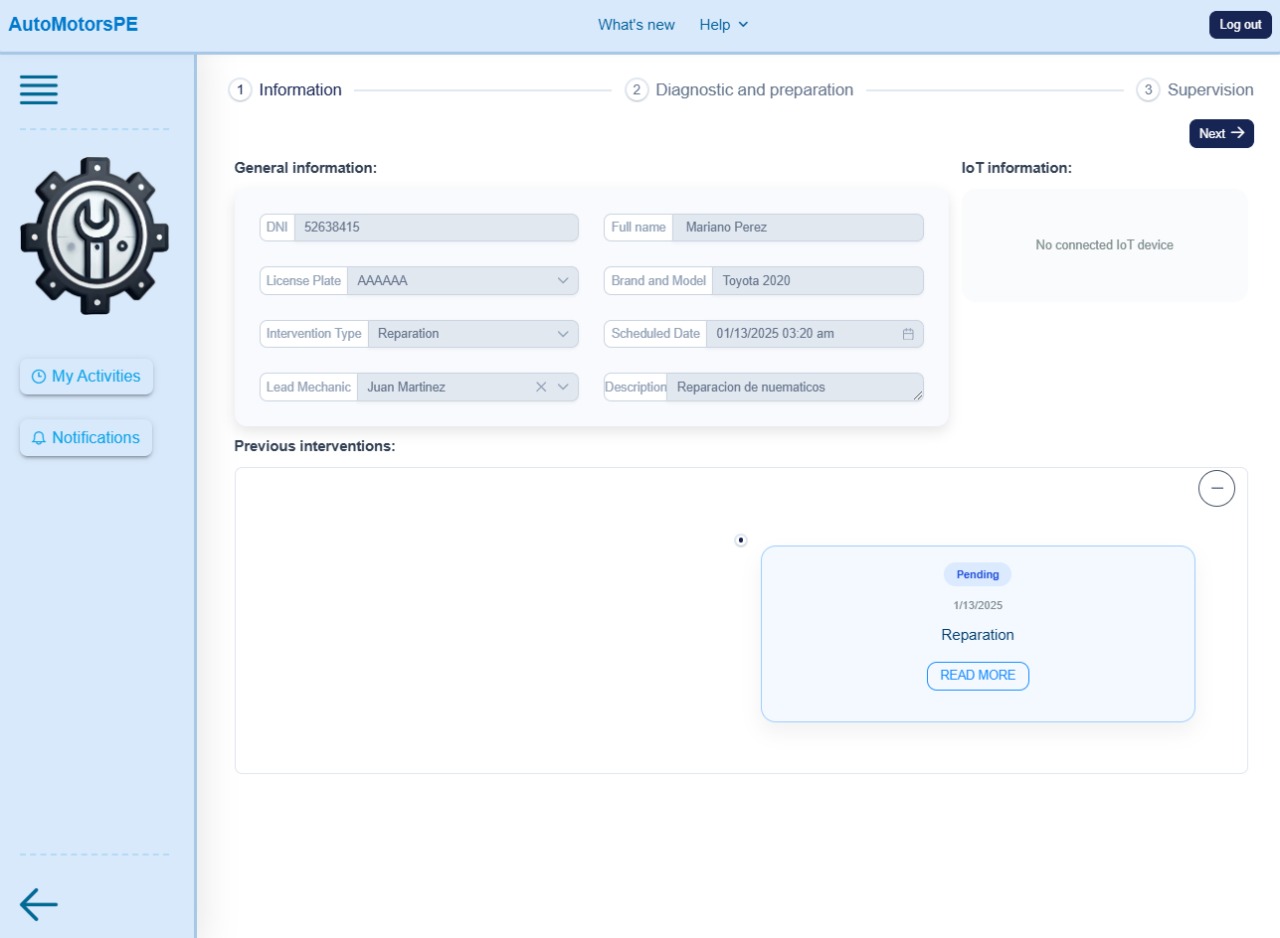 AutoMotorsPE
What's new
Help
Log out
1 Information
2 Diagnostic and preparation
3 Supervision
Next
General information:
IoT information:
DNI 52638415
Full name Mariano Perez
No connected IoT device
License Plate AAAAAA
Brand and Model Toyota 2020
Intervention Type Reparation
Scheduled Date 01/13/2025 03:20 am
Lead Mechanic Juan Martinez
Description Reparacion de nuematicos
My Activities
Notifications
Previous interventions:
Pending
1/13/2025
Reparation
READ MORE